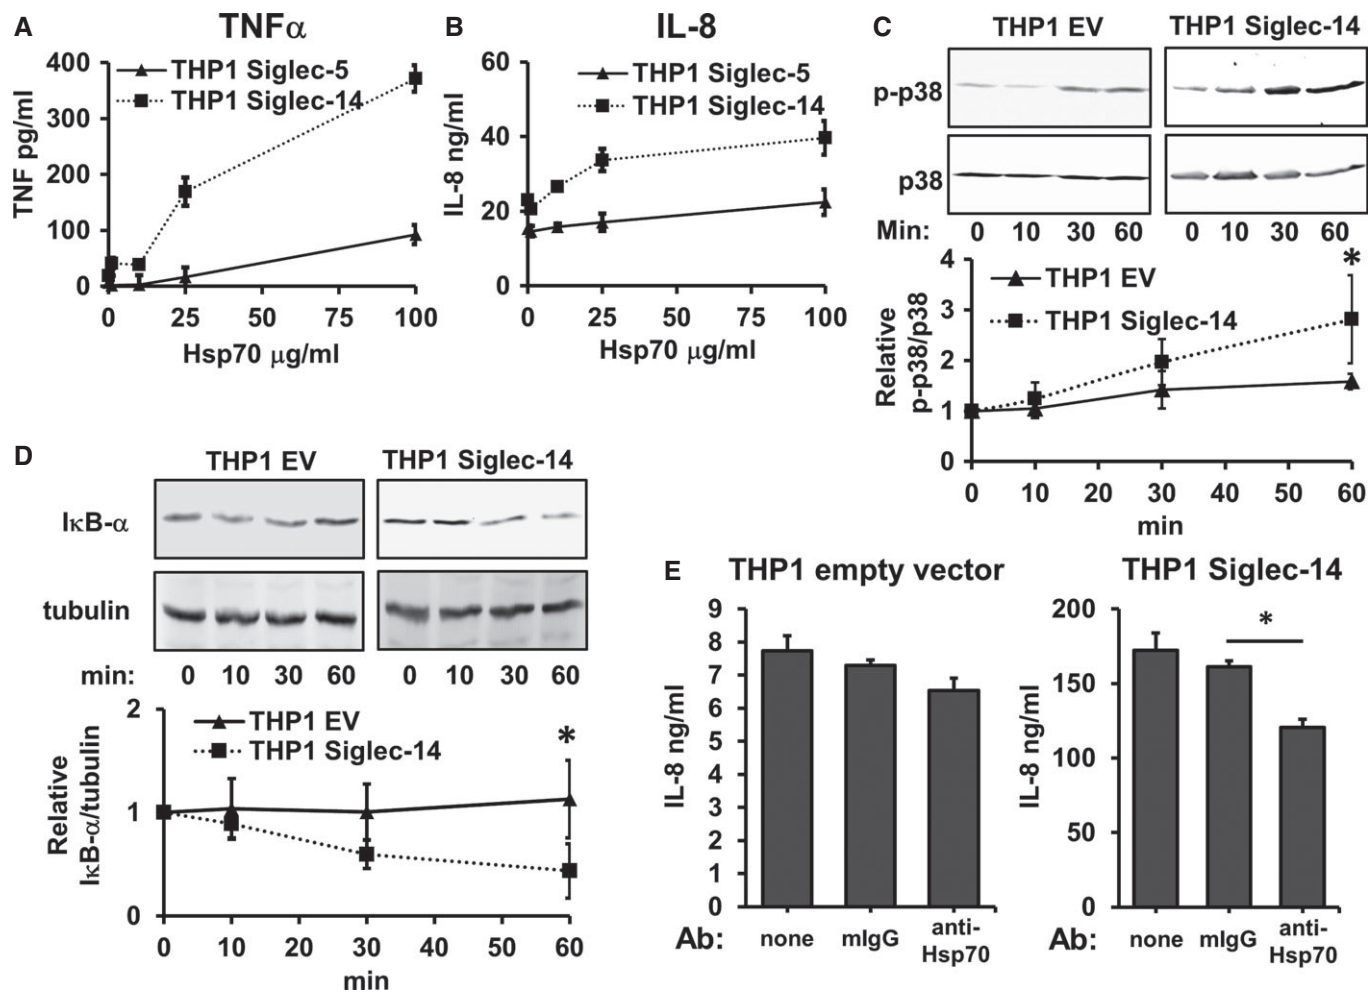 A
TNFα
400
300
200
100
0
TNF pg/ml
THP1 Siglec-5
THP1 Siglec-14
0 25 50 75 100
Hsp70 μg/ml
B
IL-8
60
40
20
0
IL-8 ng/ml
THP1 Siglec-5
THP1 Siglec-14
0 25 50 75 100
Hsp70 μg/ml
C
THP1 EV THP1 Siglec-14
p-p38
p38
Min: 0 10 30 60 0 10 30 60
4
3
2
1
0
Relative
p-p38/p38
THP1 EV
THP1 Siglec-14
*
0 10 20 30 40 50 60
min
D
THP1 EV THP1 Siglec-14
IκB-α
tubulin
min: 0 10 30 60 0 10 30 60
2
1
0
Relative
IκB-α/tubulin
THP1 EV
THP1 Siglec-14
*
0 10 20 30 40 50 60
min
E
THP1 empty vector
9
8
7
6
5
4
3
2
1
0
IL-8 ng/ml
Ab: none mIgG anti-
Hsp70
THP1 Siglec-14
200
150
100
50
0
IL-8 ng/ml
*
Ab: none mIgG anti-
Hsp70